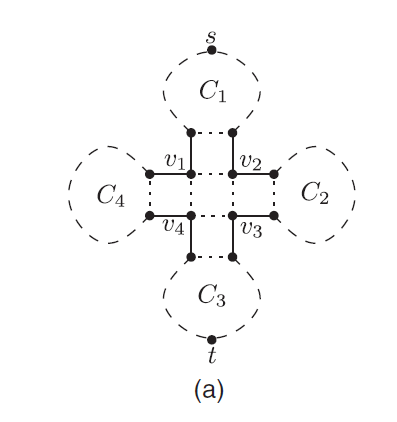 s
C₁
v₁ v₂
C₄ C₂
v₄ v₃
C₃
t
(a)